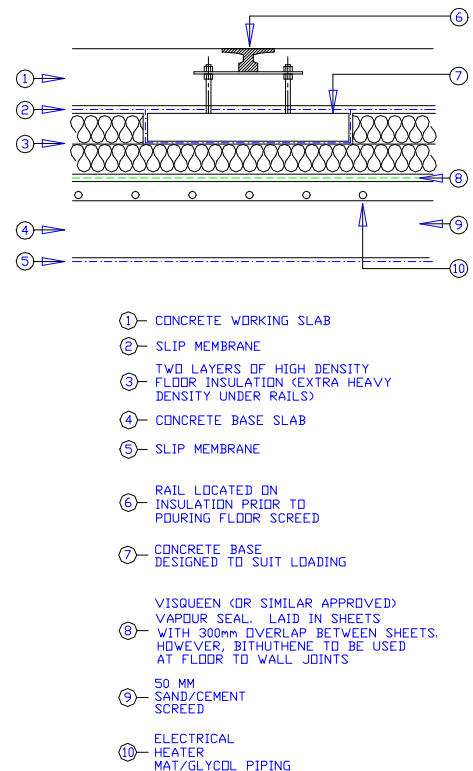 6
1
7
2
3
8
4
9
5
10
1 CONCRETE WORKING SLAB
2 SLIP MEMBRANE
TWO LAYERS OF HIGH DENSITY
3 FLOOR INSULATION (EXTRA HEAVY
DENSITY UNDER RAILS)
4 CONCRETE BASE SLAB
5 SLIP MEMBRANE
RAIL LOCATED ON
6 INSULATION PRIOR TO
POURING FLOOR SCREED
7 CONCRETE BASE
DESIGNED TO SUIT LOADING
VISQUEEN (OR SIMILAR APPROVED)
VAPOUR SEAL. LAID IN SHEETS
8 WITH 300mm OVERLAP BETWEEN SHEETS.
HOWEVER, BITHUTHENE TO BE USED
AT FLOOR TO WALL JOINTS
50 MM
9 SAND/CEMENT
SCREED
ELECTRICAL
10 HEATER
MAT/GLYCOL PIPING